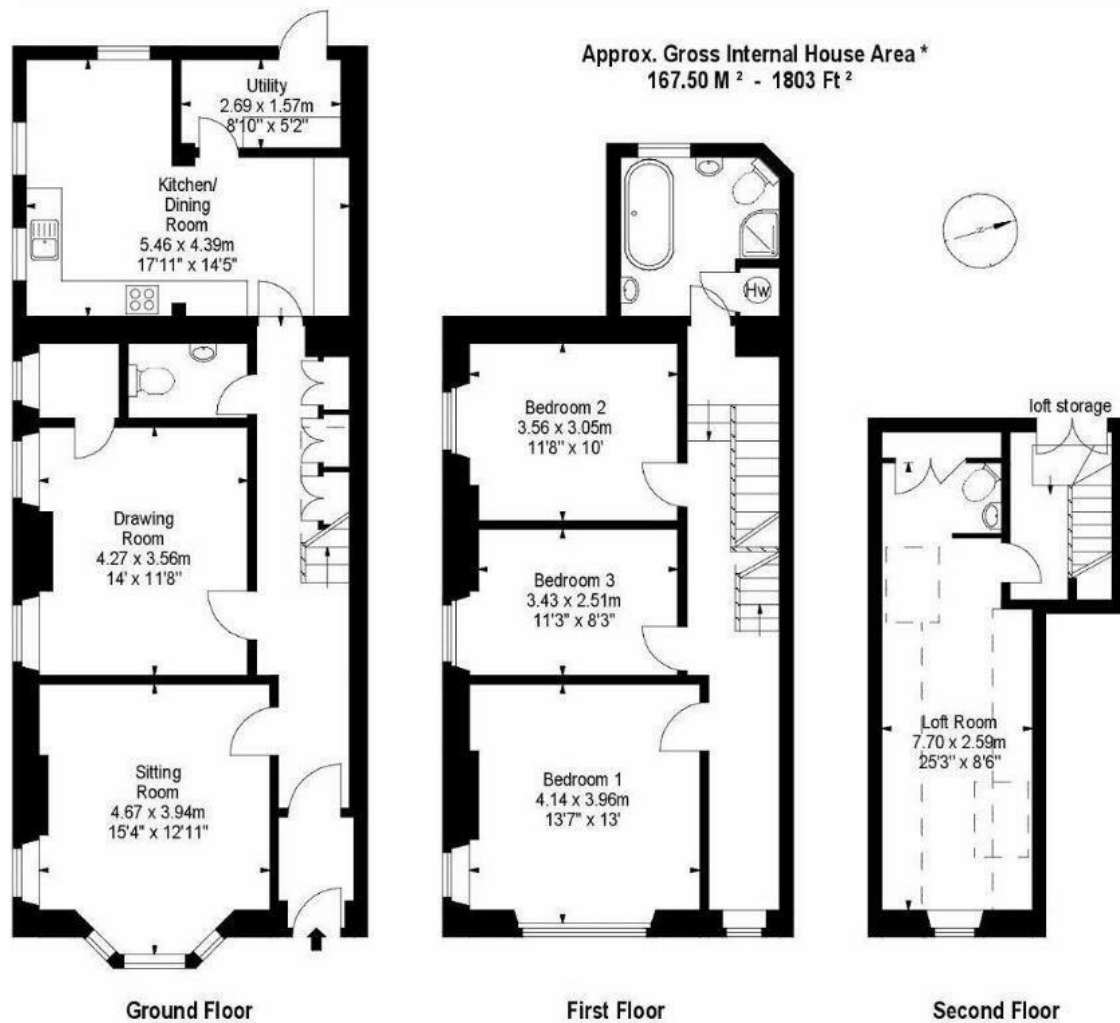 Approx. Gross Internal House Area *
167.50 M ² - 1803 Ft ²
Utility
2.69 x 1.57m
8'10" x 5'2"
Kitchen/
Dining
Room
5.46 x 4.39m
17'11" x 14'5"
Drawing
Room
4.27 x 3.56m
14' x 11'8"
Sitting
Room
4.67 x 3.94m
15'4" x 12'11"
Ground Floor
Hw
Bedroom 2
3.56 x 3.05m
11'8" x 10'
Bedroom 3
3.43 x 2.51m
11'3" x 8'3"
Bedroom 1
4.14 x 3.96m
13'7" x 13'
First Floor
N
loft storage
Loft Room
7.70 x 2.59m
25'3" x 8'6"
Second Floor